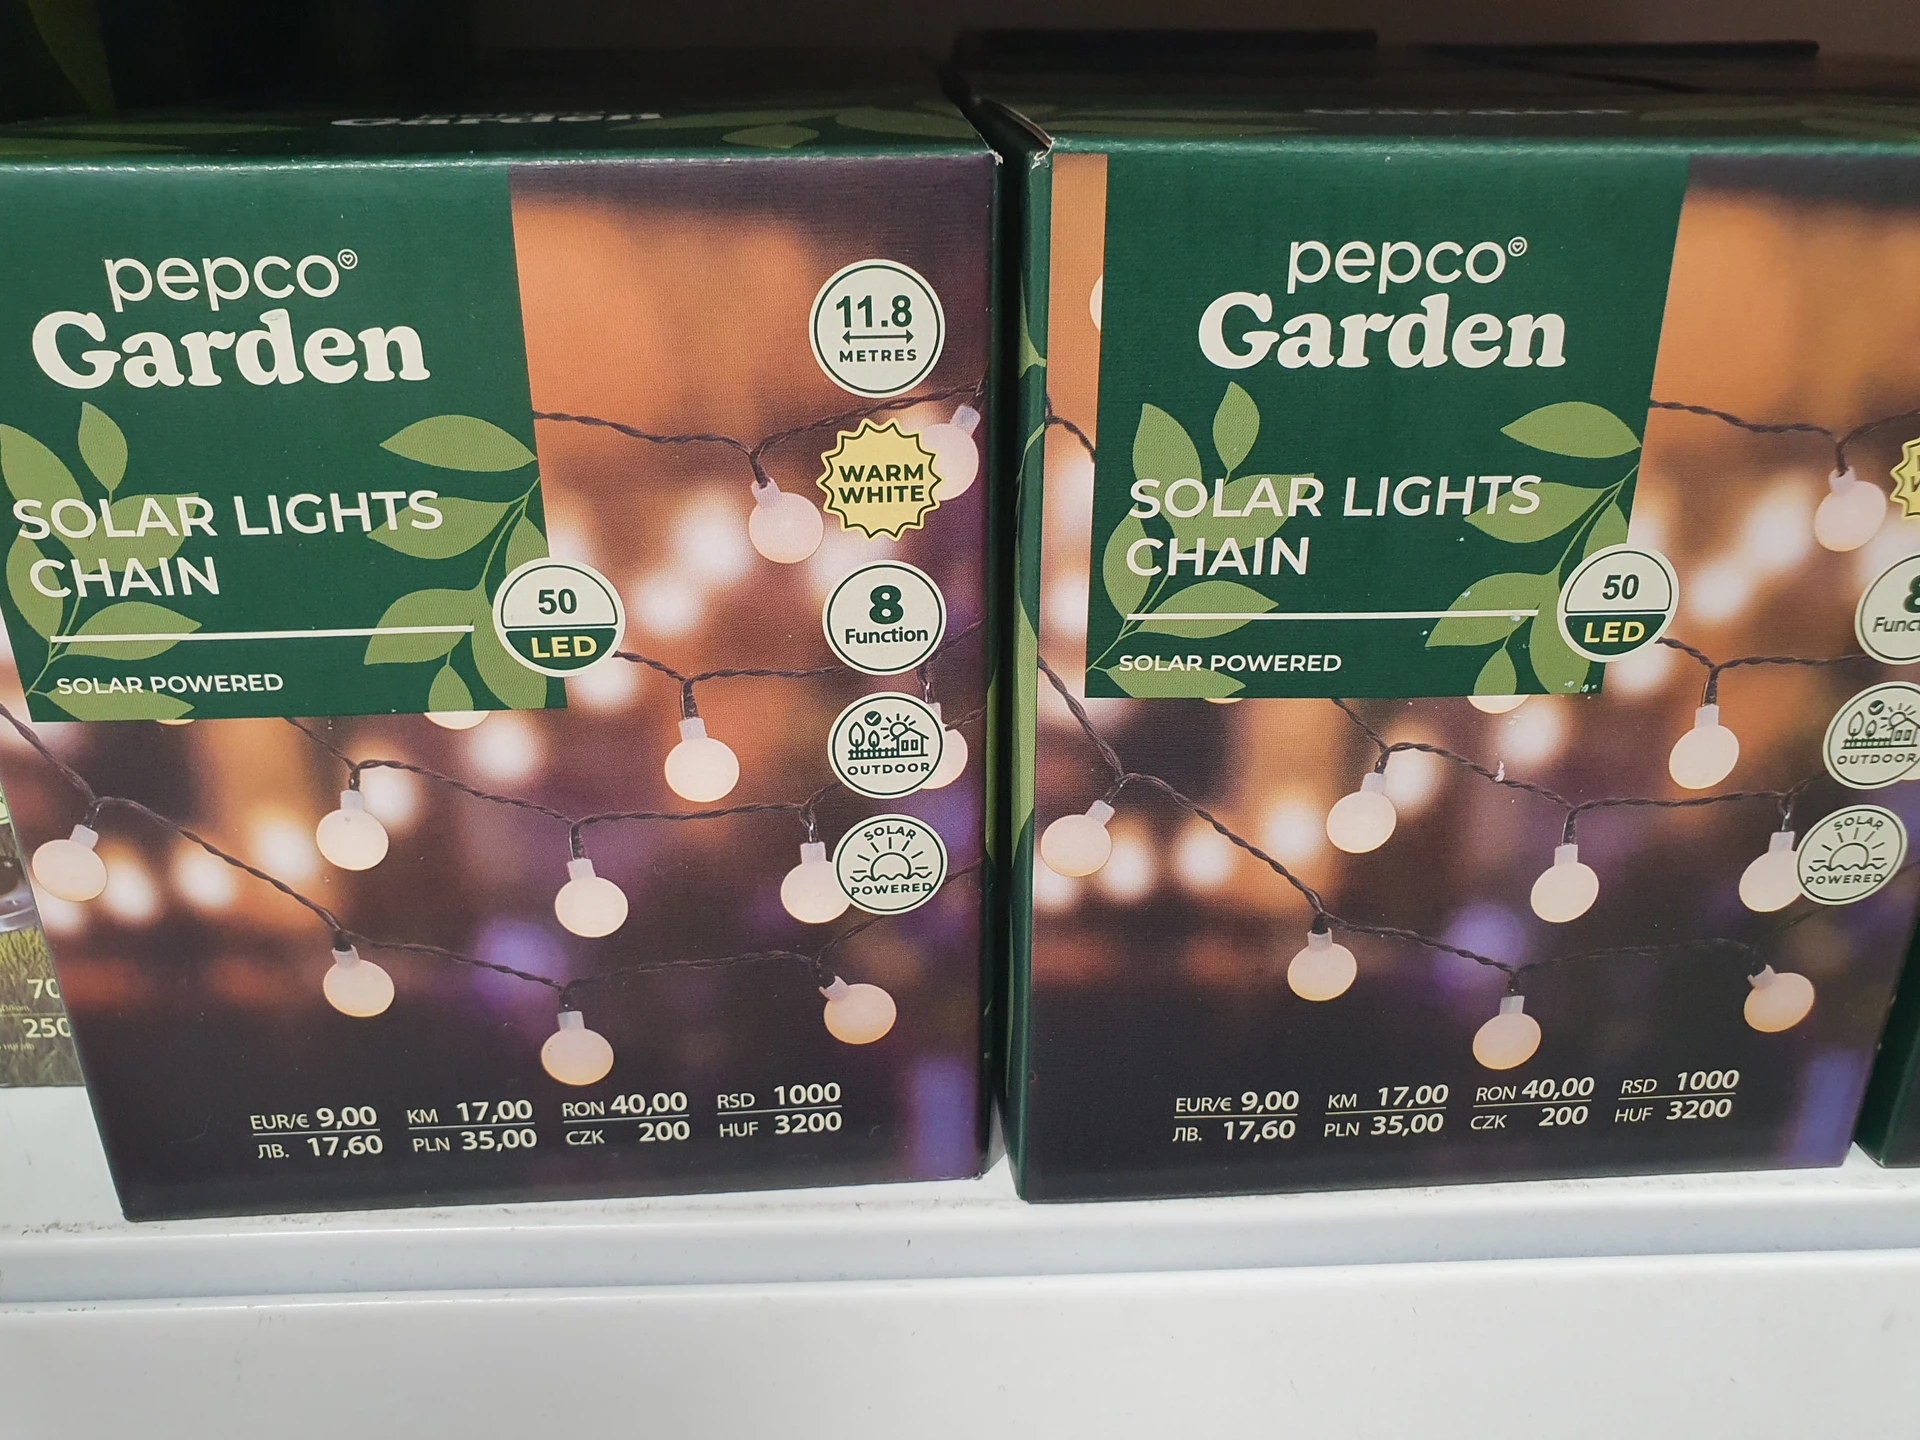 Garden
pepco
Garden
SOLAR LIGHTS
CHAIN
SOLAR POWERED
50
LED
11.8
METRES
WARM
WHITE
8
Function
OUTDOOR
SOLAR
POWERED
EUR/€ 9,00 KM 17,00 RON 40,00 RSD 1000
ЛВ. 17,60 PLN 35,00 CZK 200 HUF 3200
pepco
Garden
SOLAR LIGHTS
CHAIN
SOLAR POWERED
50
LED
OUTDOOR
SOLAR
POWERED
EUR/€ 9,00 KM 17,00 RON 40,00 RSD 1000
ЛВ. 17,60 PLN 35,00 CZK 200 HUF 3200
70
250